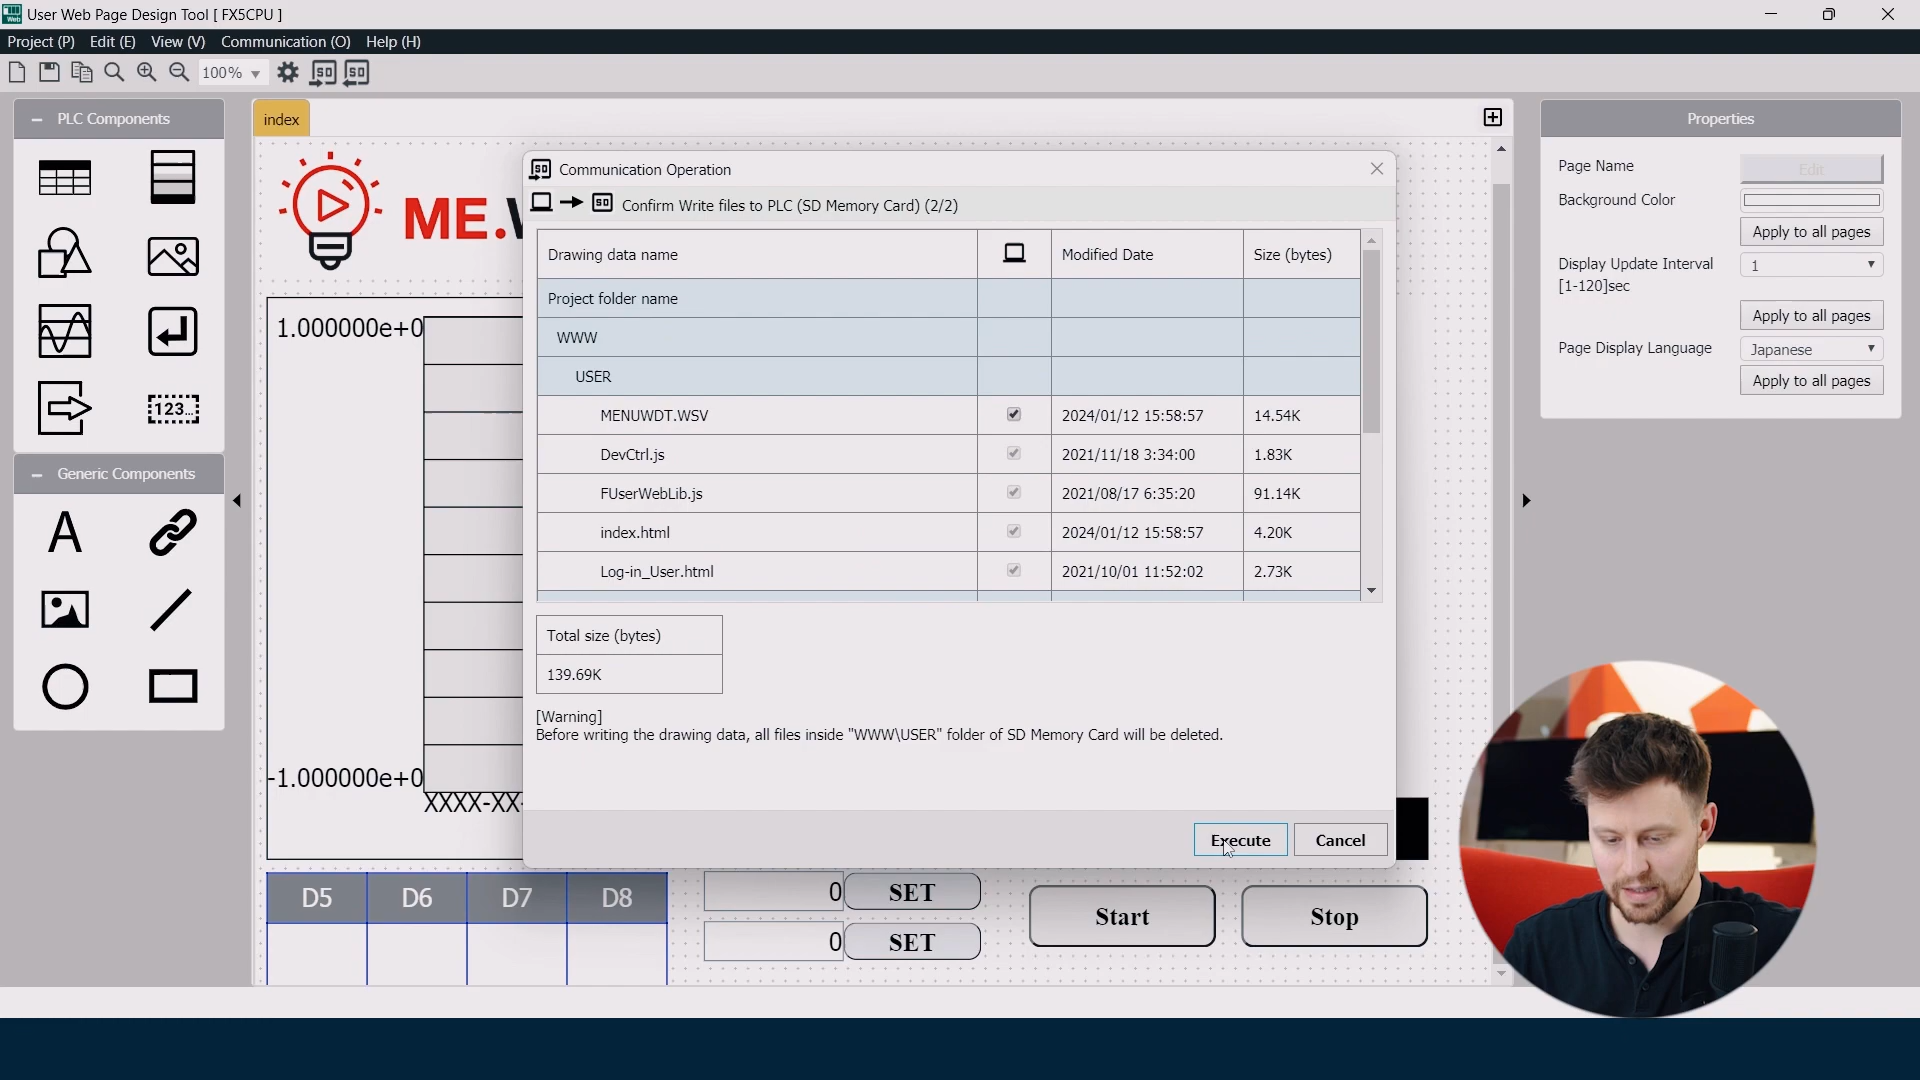 User Web Page Design Tool [ FX5CPU ]
Project (P) Edit (E) View (V) Communication (O) Help (H)
100%
PLC Components
123...
Generic Components
A
index
ME.
1.000000e+0
-1.000000e+0
XXXX-XX-
D5 D6 D7 D8
0 SET
0 SET
Start
Stop
Communication Operation
Confirm Write files to PLC (SD Memory Card) (2/2)
Drawing data name Modified Date Size (bytes)
Project folder name
WWW
USER
MENUWDT.WSV 2024/01/12 15:58:57 14.54K
DevCtrl.js 2021/11/18 3:34:00 1.83K
FUserWebLib.js 2021/08/17 6:35:20 91.14K
index.html 2024/01/12 15:58:57 4.20K
Log-in_User.html 2021/10/01 11:52:02 2.73K
Total size (bytes)
139.69K
[Warning]
Before writing the drawing data, all files inside "WWW\USER" folder of SD Memory Card will be deleted.
Execute Cancel
Properties
Page Name Edit
Background Color
Apply to all pages
Display Update Interval 1
[1-120]sec
Apply to all pages
Page Display Language Japanese
Apply to all pages